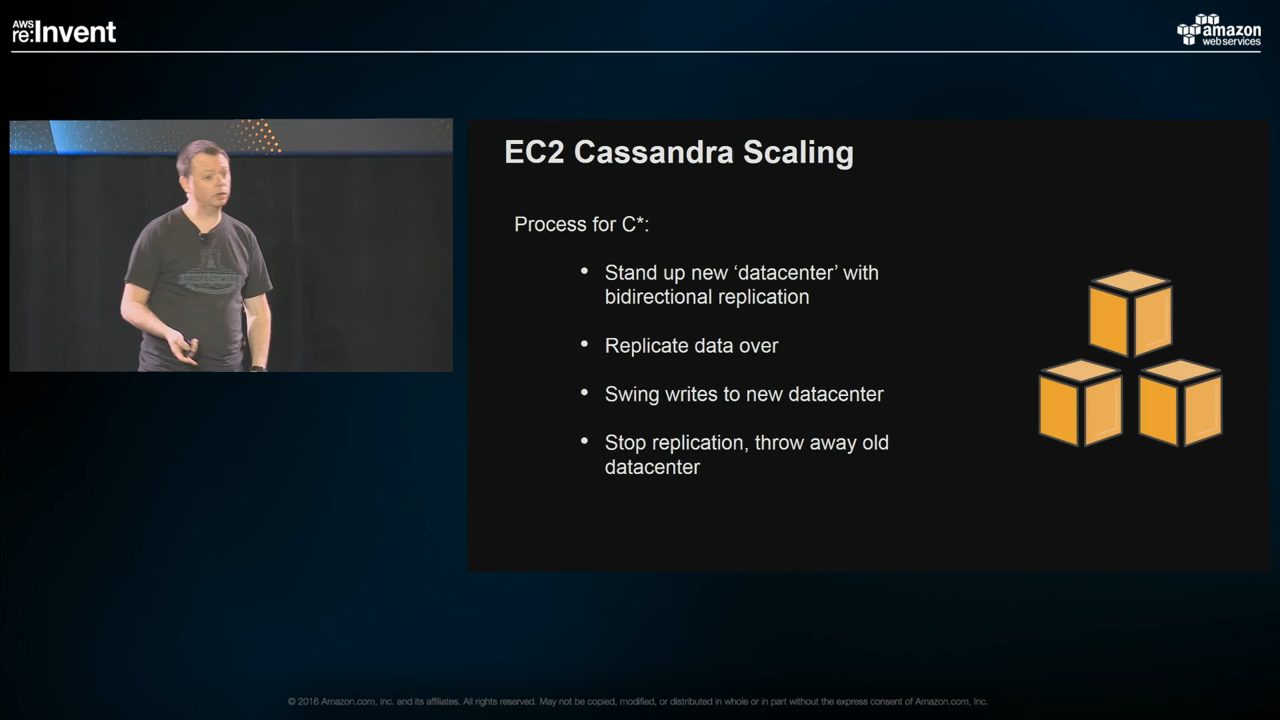 AWS
re:Invent
amazon
web services
EC2 Cassandra Scaling
Process for C*:
• Stand up new ‘datacenter’ with
bidirectional replication
• Replicate data over
• Swing writes to new datacenter
• Stop replication, throw away old
datacenter
© 2016 Amazon.com, Inc. and its affiliates. All rights reserved. May not be copied, modified, or distributed in whole or in part without the express consent of Amazon.com, Inc.